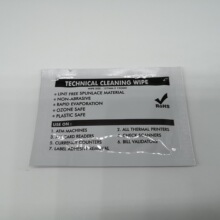 TECHNICAL CLEANING WIPE
+ LINT FREE SPUNLACE MATERIAL
+ NON-ABRASIVE
+ RAPID EVAPORATION
+ OZONE SAFE
+ PLASTIC SAFE
RoHS
USE ON:
1. ATM MACHINES
2. CARD READERS
3. CURRENCY COUNTERS
4. LABEL ADHESIVE REMOVAL
2. ALL THERMAL PRINTERS
CHECK SCANNERS
6. BILL VALIDATORS